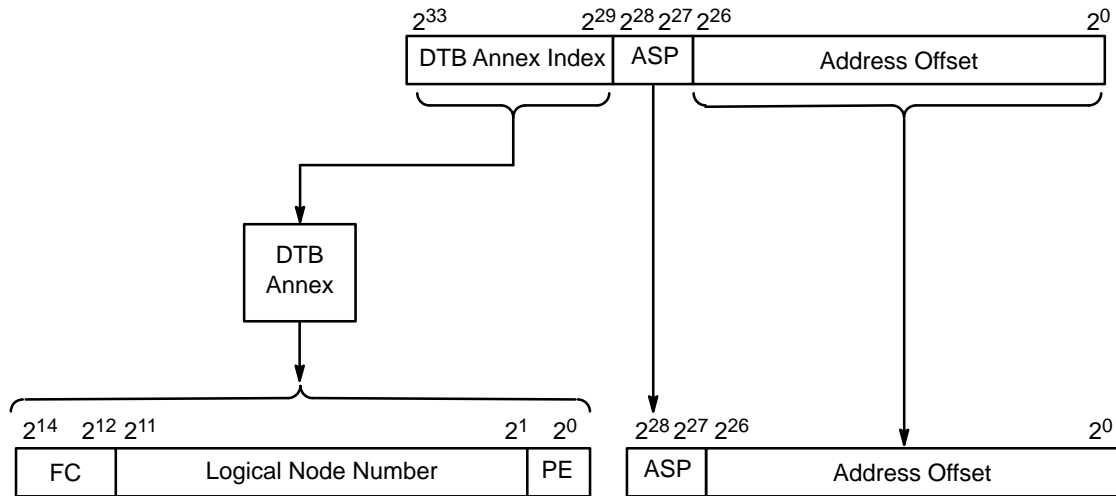 2^33 2^29 2^28 2^27 2^26 2^0
DTB Annex Index ASP Address Offset
DTB
Annex
2^14 2^12 2^11 2^1 2^0 2^28 2^27 2^26 2^0
FC Logical Node Number PE ASP Address Offset